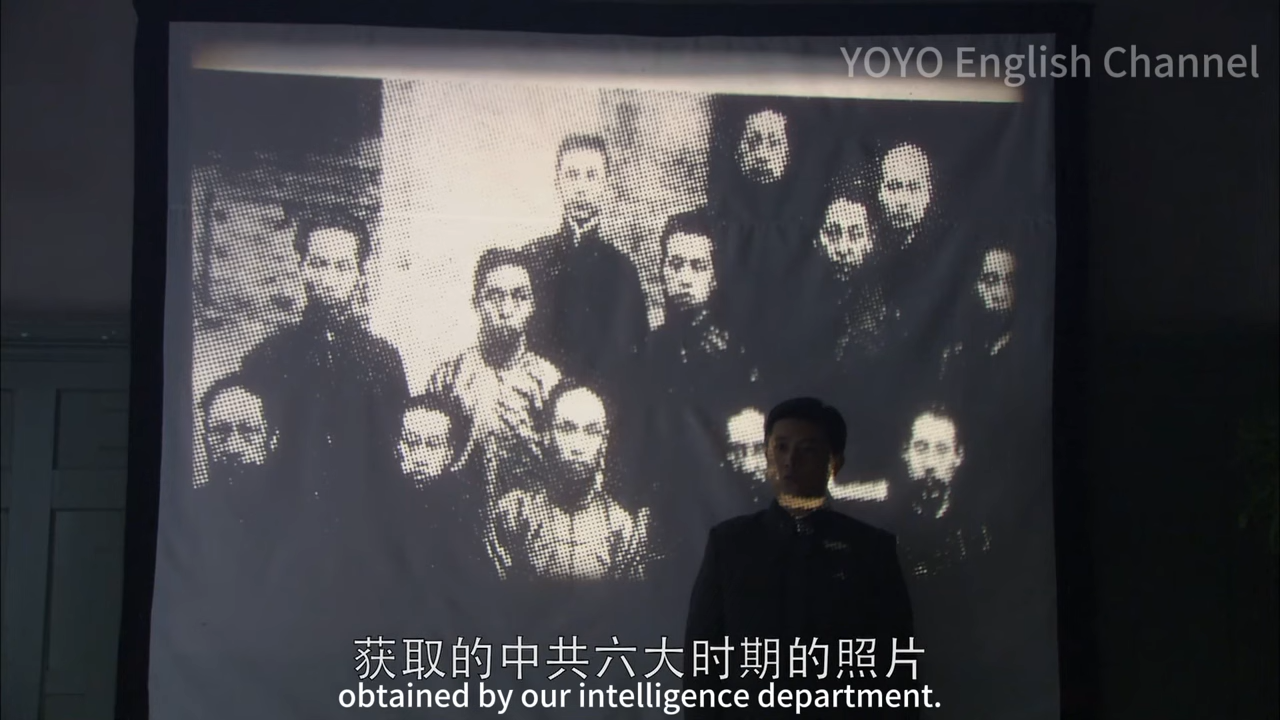 YOYO English Channel
获取的中共六大时期的照片
obtained by our intelligence department.